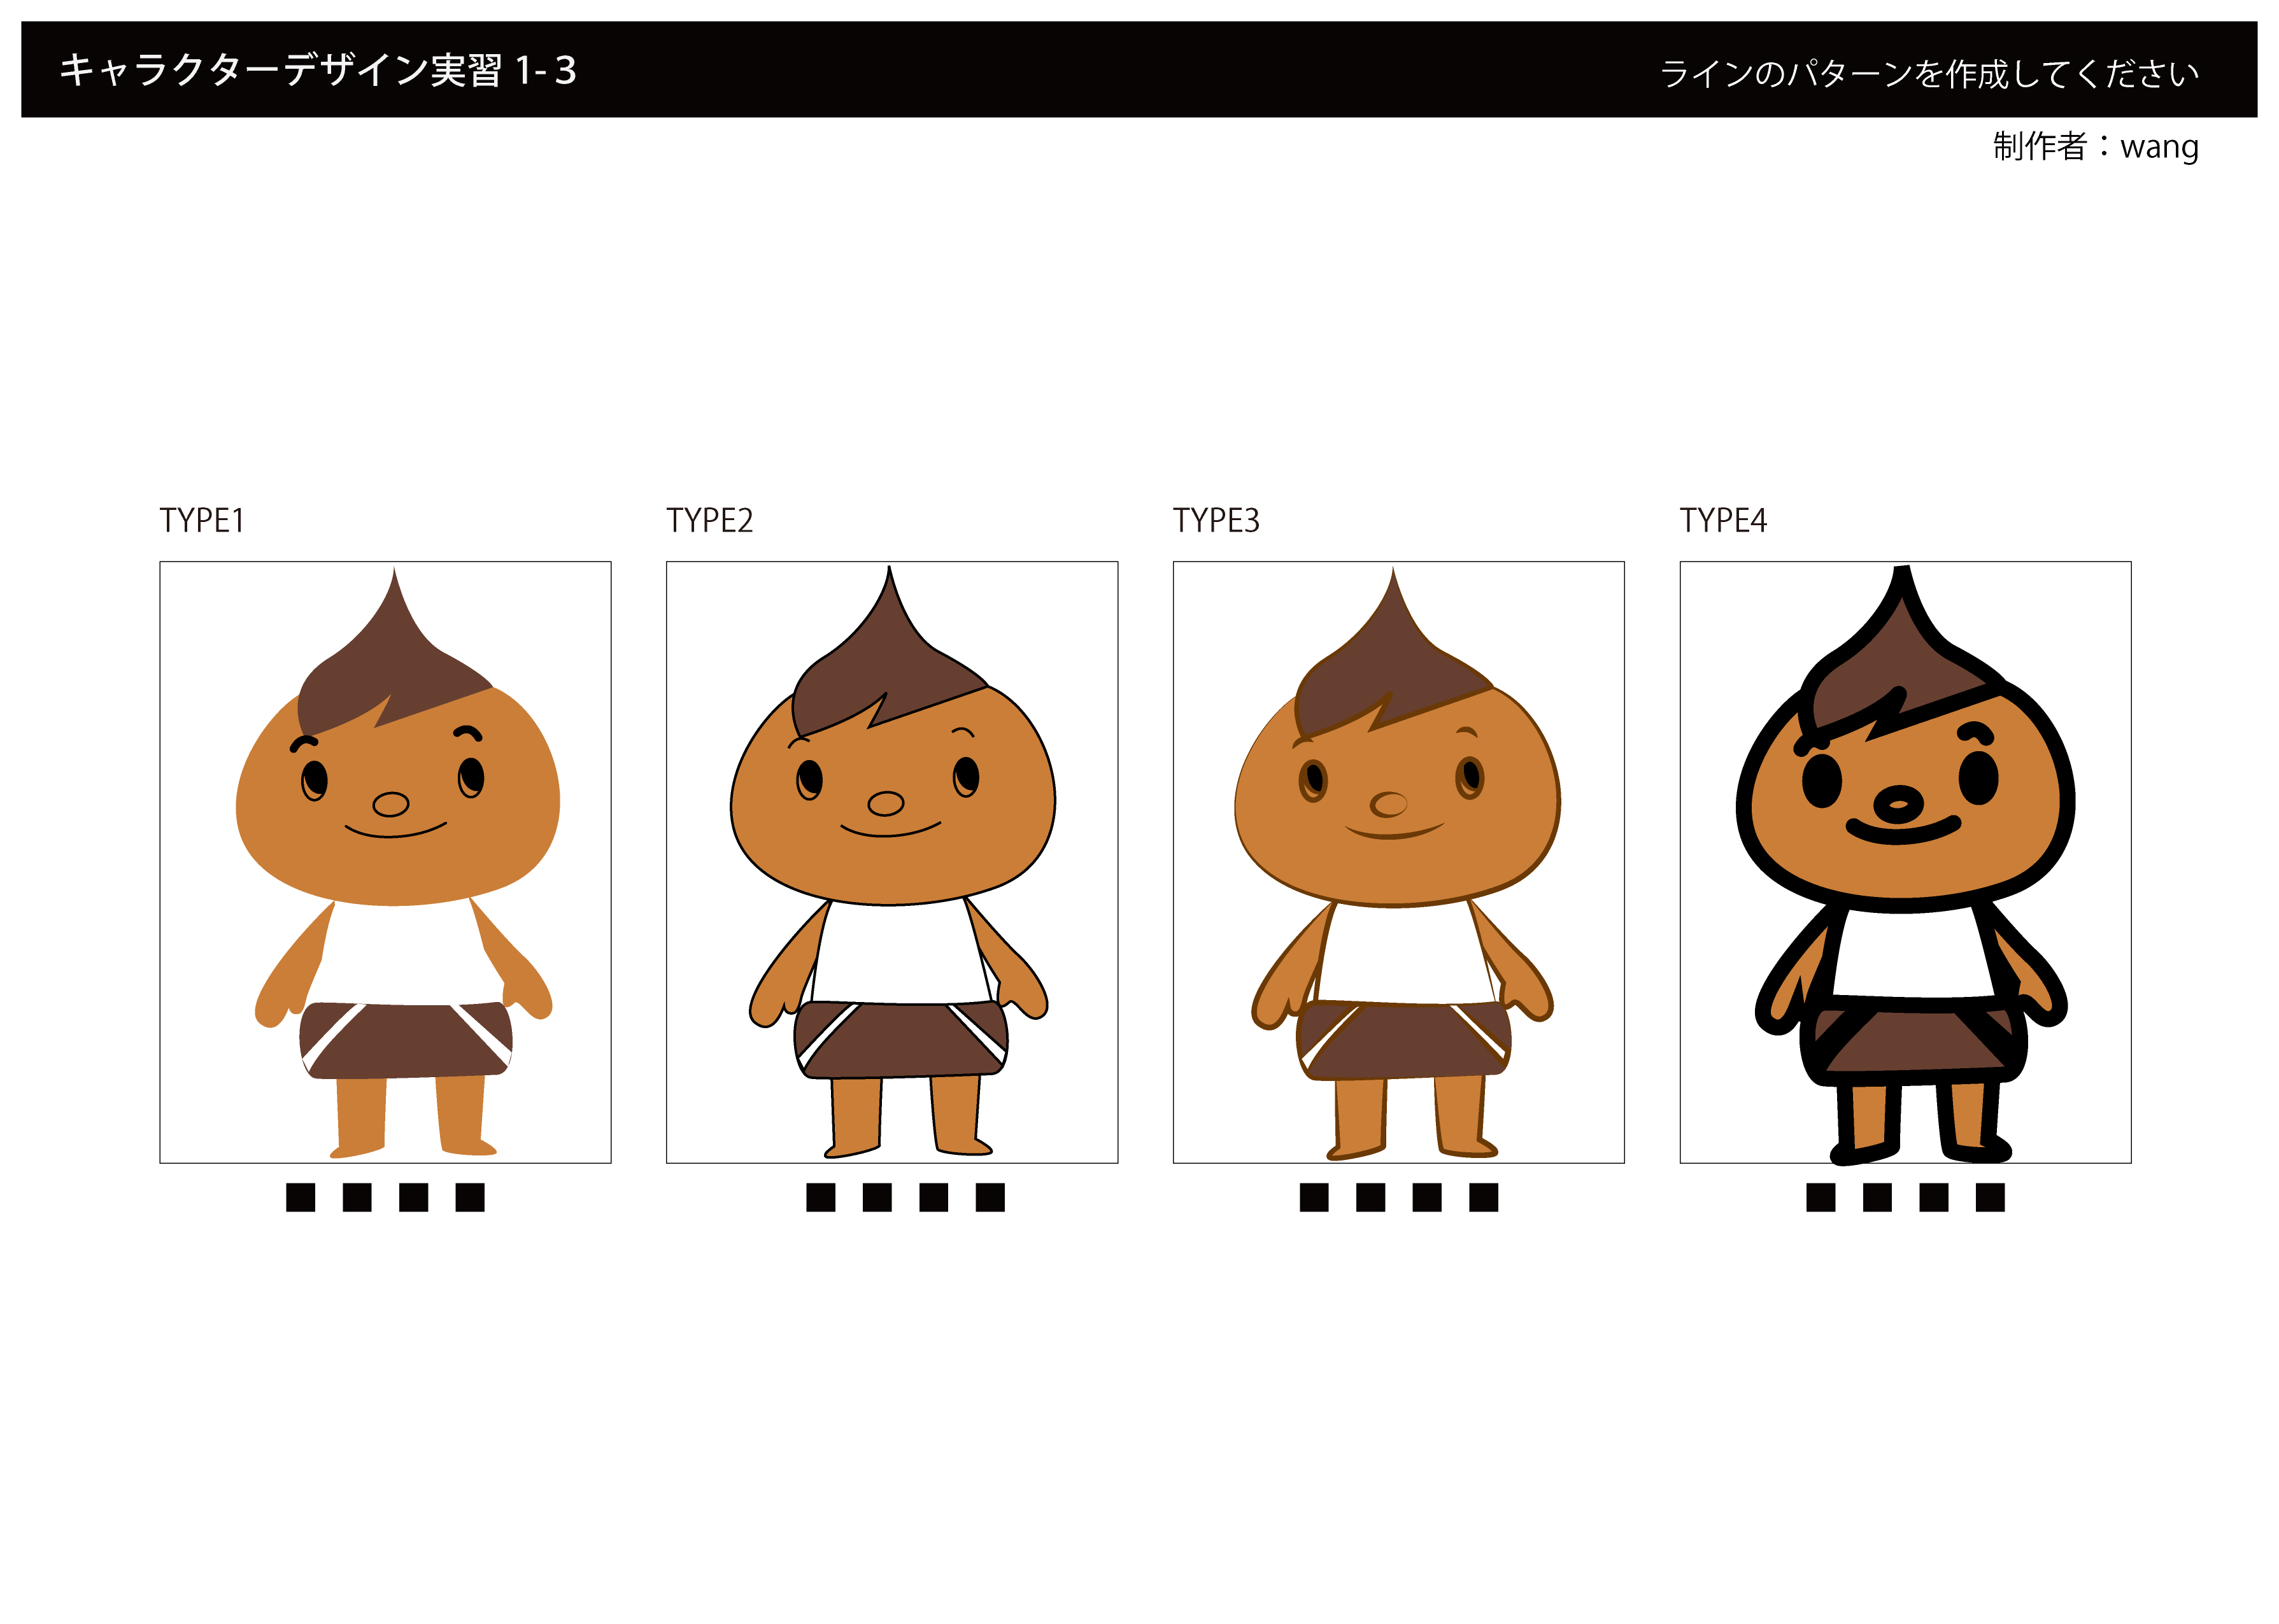 キャラクターデザイン実習 1- 3
ラインのパターンを作成してください
制作者：wang
TYPE1
TYPE2
TYPE3
TYPE4
■ ■ ■ ■
■ ■ ■ ■
■ ■ ■ ■
■ ■ ■ ■